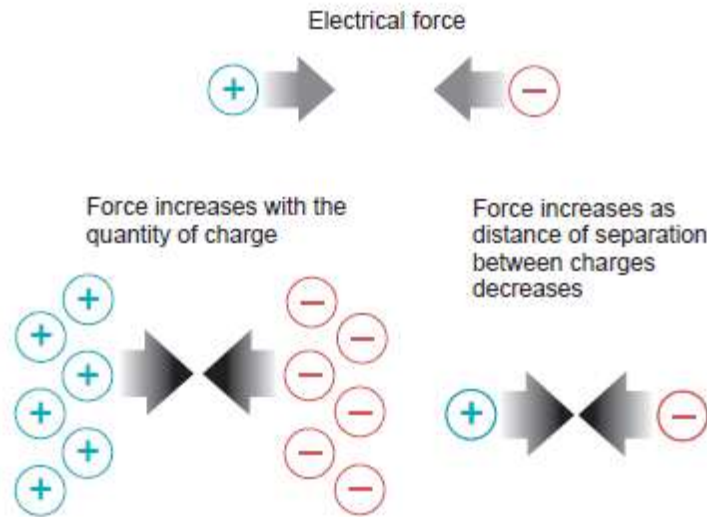 Electrical force
+
−
Force increases with the
quantity of charge
Force increases as
distance of separation
between charges
decreases
+
+
+
+
+
+
−
−
−
−
−
−
+
−